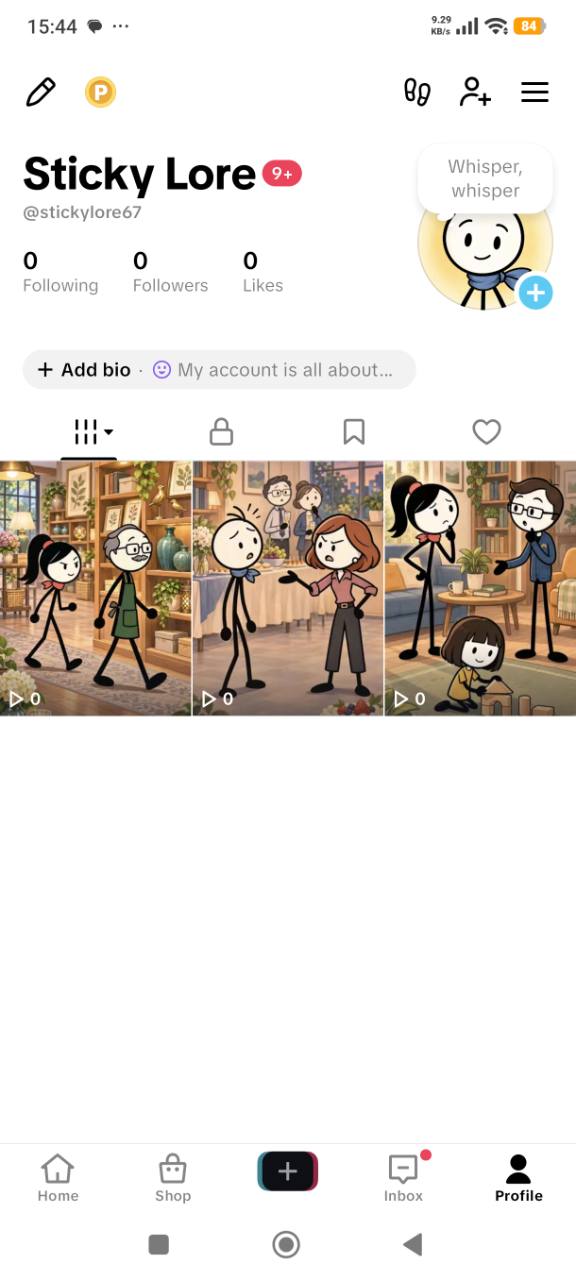 15:44
9.29
KB/s
84
P
Whisper,
whisper
Sticky Lore 9+
@stickylore67
0 0 0
Following Followers Likes
+ Add bio · My account is all about...
0 0 0
Home Shop Inbox Profile